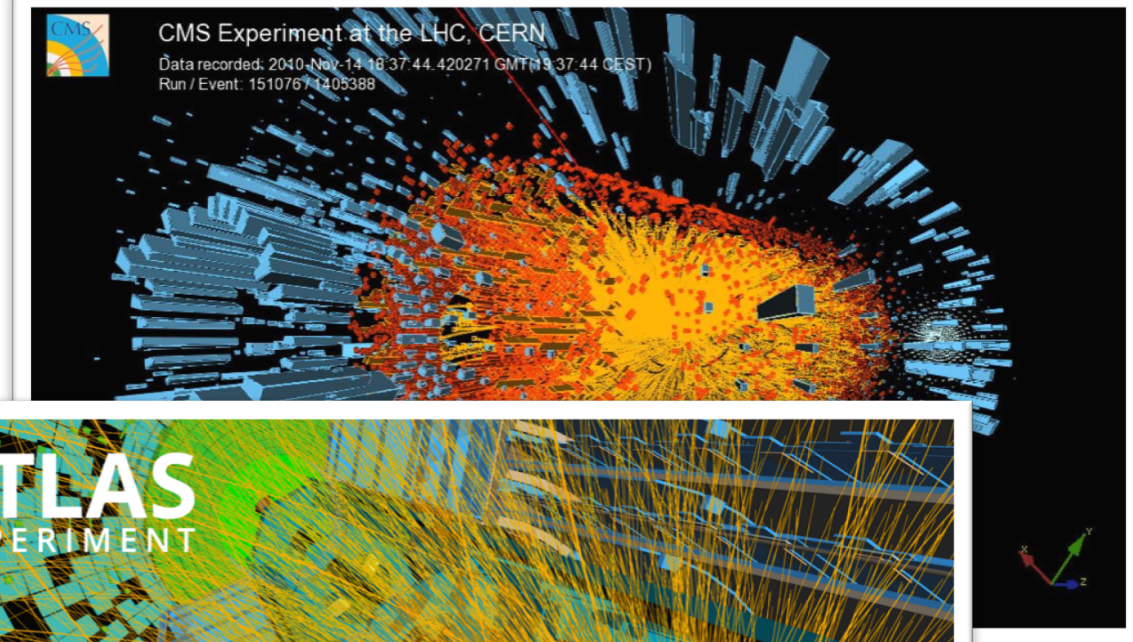 CMS
CMS Experiment at the LHC, CERN
Data recorded: 2010-Nov-14 18:37:44.420271 GMT(19:37:44 CEST)
Run / Event: 151076 / 1405388
TLAS
PERIMENT
Y
X
Z